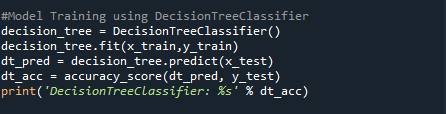 #Model Training using DecisionTreeClassifier
decision_tree = DecisionTreeClassifier()
decision_tree.fit(x_train,y_train)
dt_pred = decision_tree.predict(x_test)
dt_acc = accuracy_score(dt_pred, y_test)
print('DecisionTreeClassifier: %s' % dt_acc)